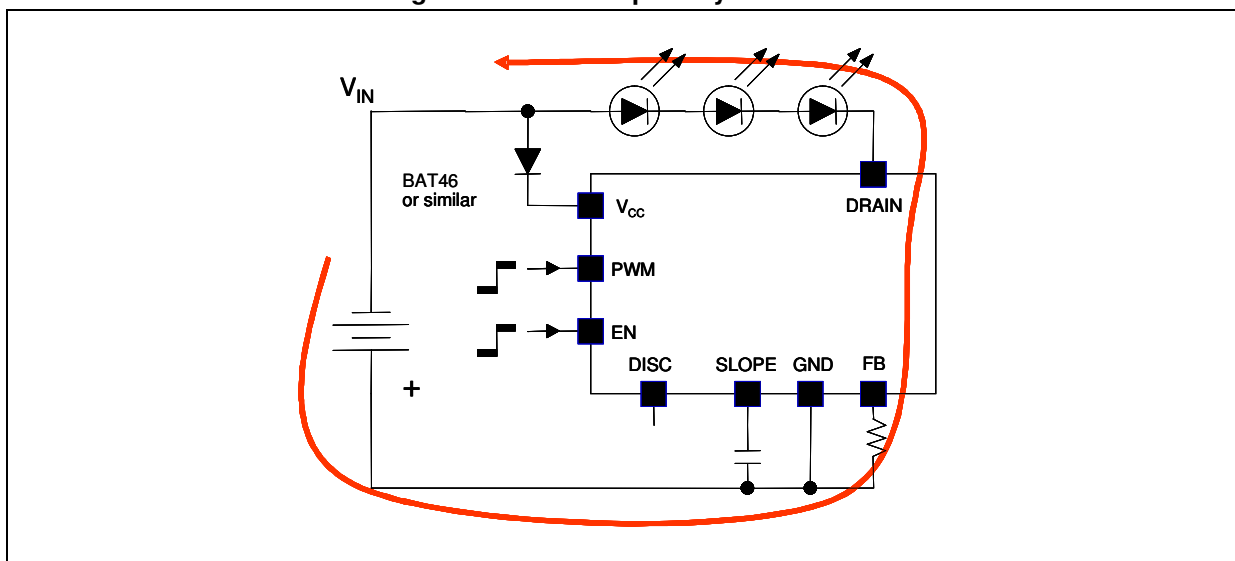 V_IN
BAT46
or similar
V_CC
DRAIN
PWM
EN
DISC SLOPE GND FB
+